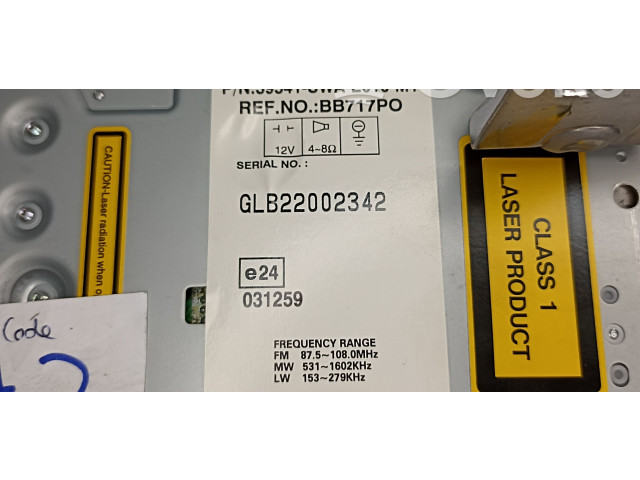 REF.NO.:BB717PO
12V 4~8Ω
SERIAL NO. :
GLB22002342
e24
031259
FREQUENCY RANGE
FM 87.5~108.0MHz
MW 531~1602KHz
LW 153~279KHz
CAUTION-Laser
radiation when
CLASS 1
LASER PRODUCT
Code